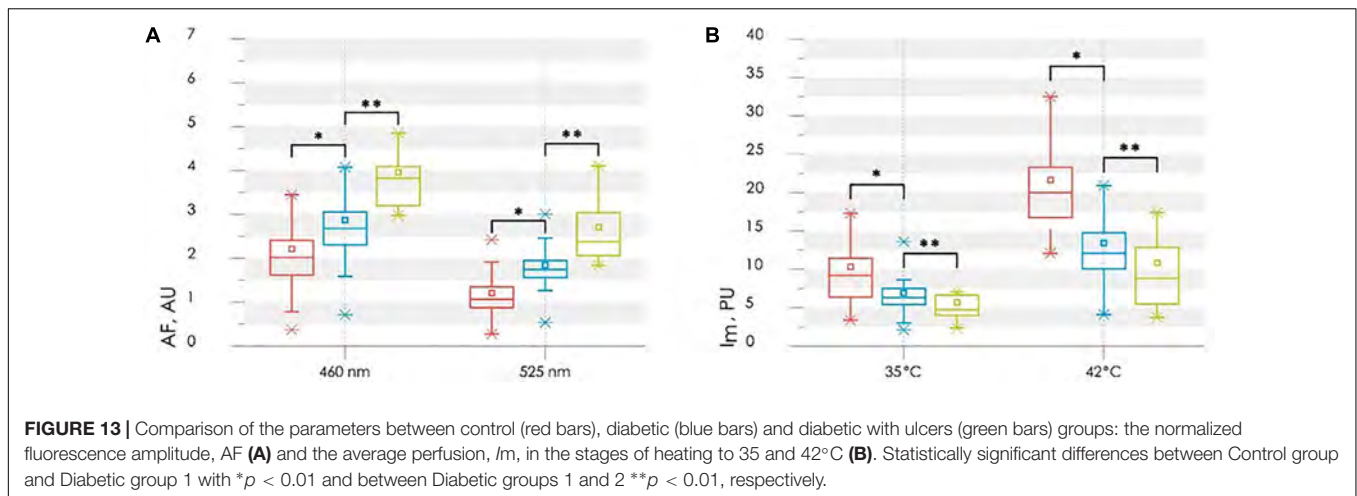 A
B
7
6
5
4
3
2
1
0
AF, AU
*
**
*
**
460 nm
525 nm
40
35
30
25
20
15
10
5
0
Im, PU
*
**
*
**
35°C
42°C
FIGURE 13 | Comparison of the parameters between control (red bars), diabetic (blue bars) and diabetic with ulcers (green bars) groups: the normalized
fluorescence amplitude, AF (A) and the average perfusion, Im, in the stages of heating to 35 and 42°C (B). Statistically significant differences between Control group
and Diabetic group 1 with *p < 0.01 and between Diabetic groups 1 and 2 **p < 0.01, respectively.